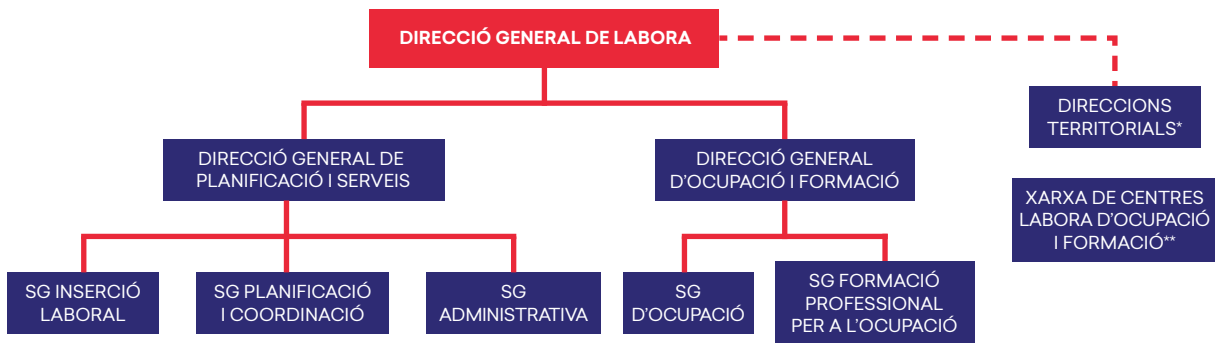 DIRECCIÓ GENERAL DE LABORA
DIRECCIONS
TERRITORIALS*
DIRECCIÓ GENERAL DE
PLANIFICACIÓ I SERVEIS
DIRECCIÓ GENERAL
D'OCUPACIÓ I FORMACIÓ
XARXA DE CENTRES
LABORA D'OCUPACIÓ
I FORMACIÓ**
SG INSERCIÓ
LABORAL
SG PLANIFICACIÓ
I COORDINACIÓ
SG
ADMINISTRATIVA
SG
D'OCUPACIÓ
SG FORMACIÓ
PROFESSIONAL
PER A L'OCUPACIÓ